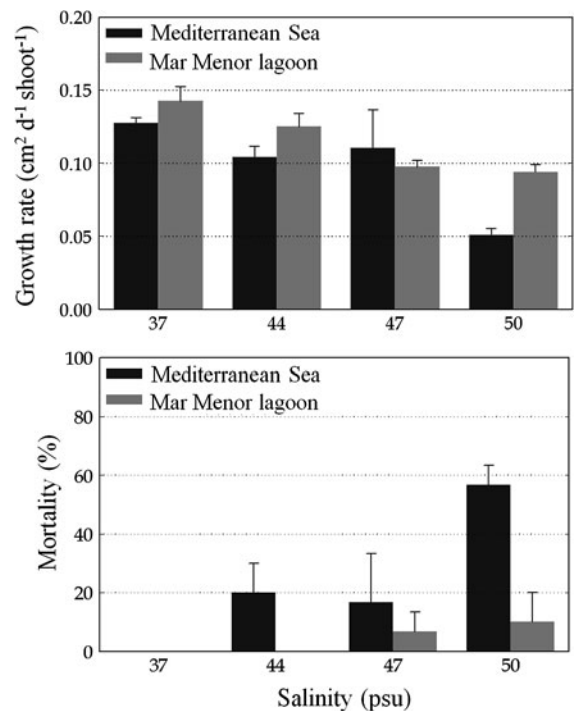 Growth rate (cm² d⁻¹ shoot⁻¹)
0.20
0.15
0.10
0.05
0.00
Mediterranean Sea
Mar Menor lagoon
37 44 47 50
Mortality (%)
100
80
60
40
20
0
Mediterranean Sea
Mar Menor lagoon
37 44 47 50
Salinity (psu)